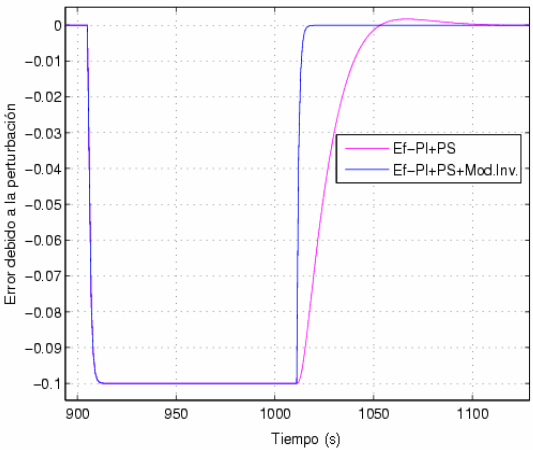 0
−0.01
−0.02
−0.03
−0.04
−0.05
−0.06
−0.07
−0.08
−0.09
−0.1
Error debido a la perturbación
Ef−PI+PS
Ef−PI+PS+Mod.Inv.
900 950 1000 1050 1100
Tiempo (s)